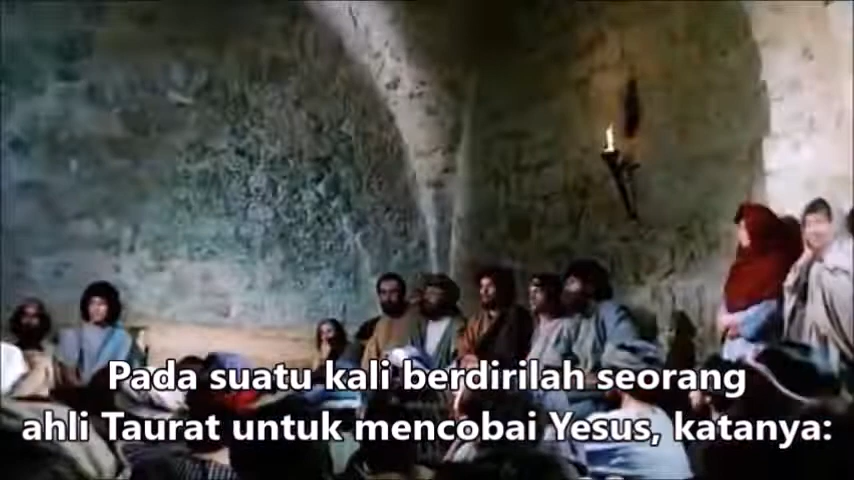 Pada suatu kali berdirilah seorang
ahli Taurat untuk mencobai Yesus, katanya: